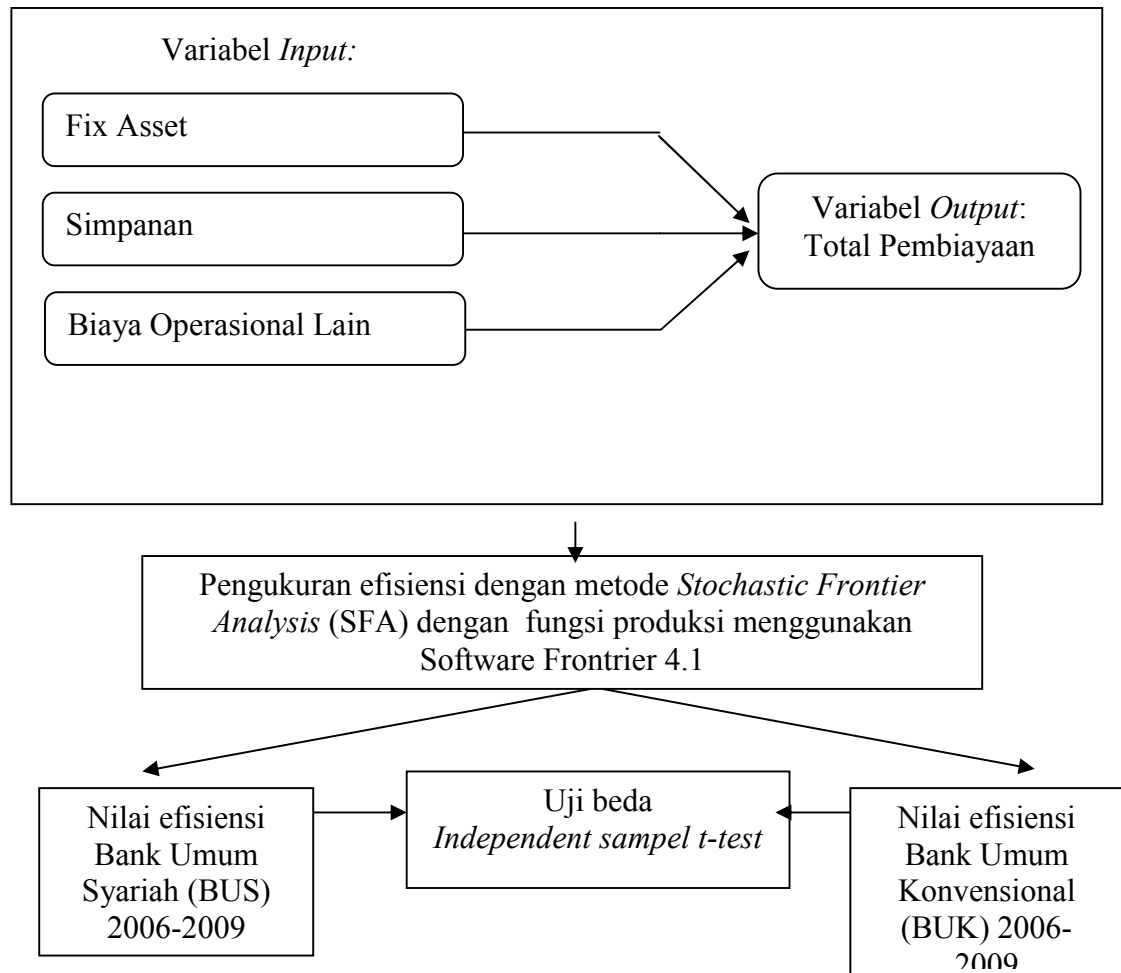 Variabel Input:
Fix Asset
Simpanan
Biaya Operasional Lain
Variabel Output:
Total Pembiayaan
Pengukuran efisiensi dengan metode Stochastic Frontier
Analysis (SFA) dengan fungsi produksi menggunakan
Software Frontrier 4.1
Nilai efisiensi
Bank Umum
Syariah (BUS)
2006-2009
Uji beda
Independent sampel t-test
Nilai efisiensi
Bank Umum
Konvensional
(BUK) 2006-
2009